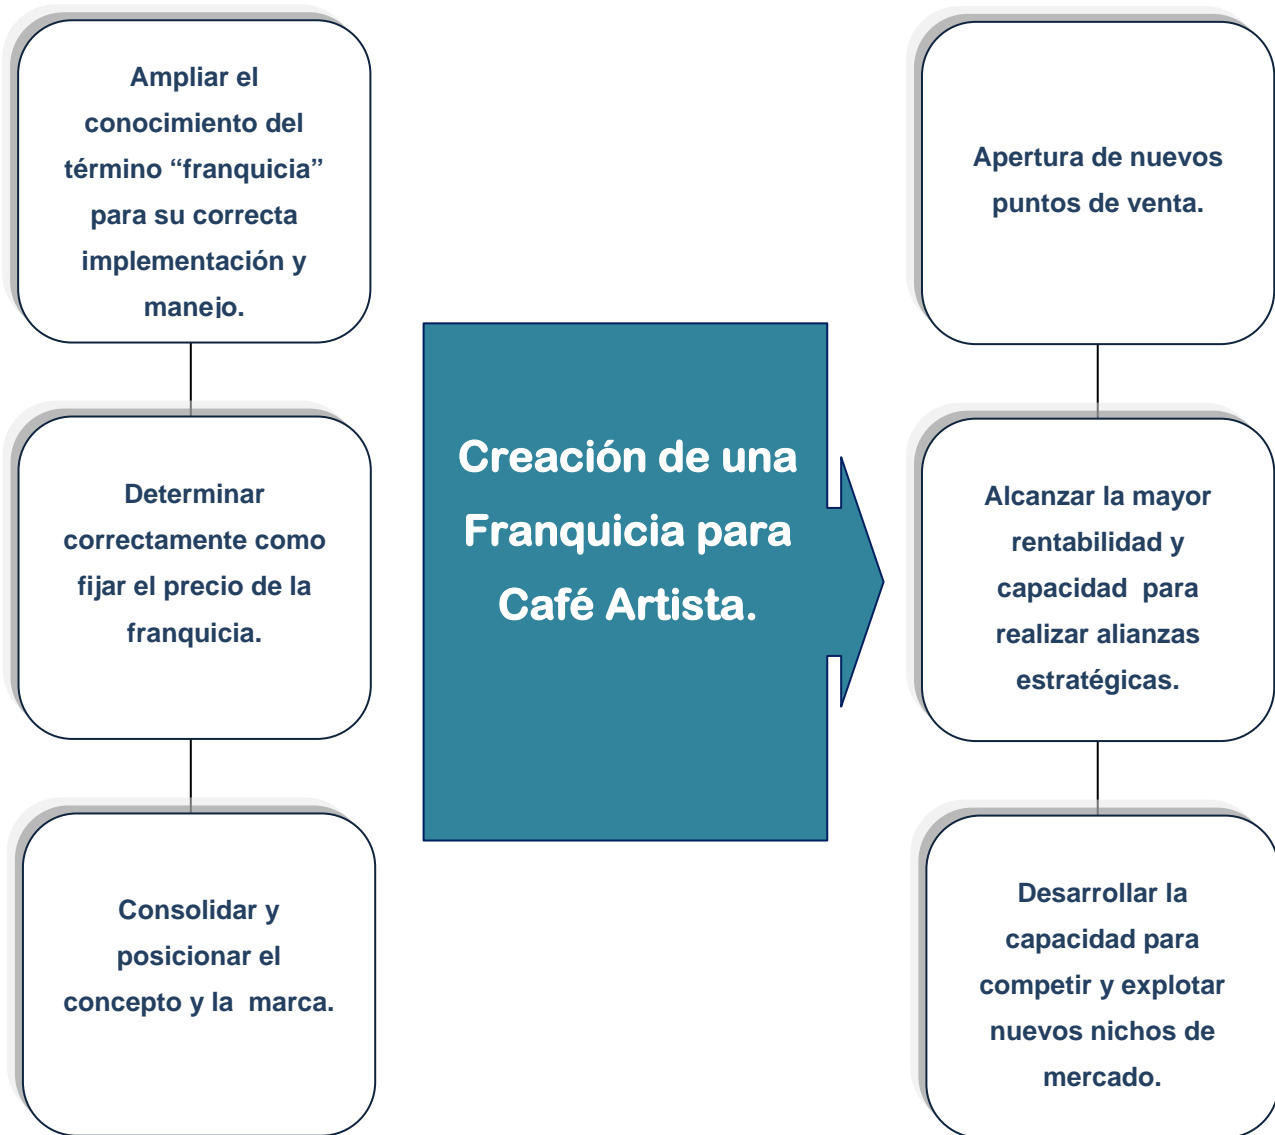 Ampliar el
conocimiento del
término “franquicia”
para su correcta
implementación y
manejo.
Determinar
correctamente como
fijar el precio de la
franquicia.
Consolidar y
posicionar el
concepto y la  marca.
Creación de una
Franquicia para
Café Artista.
Apertura de nuevos
puntos de venta.
Alcanzar la mayor
rentabilidad y
capacidad  para
realizar alianzas
estratégicas.
Desarrollar la
capacidad para
competir y explotar
nuevos nichos de
mercado.